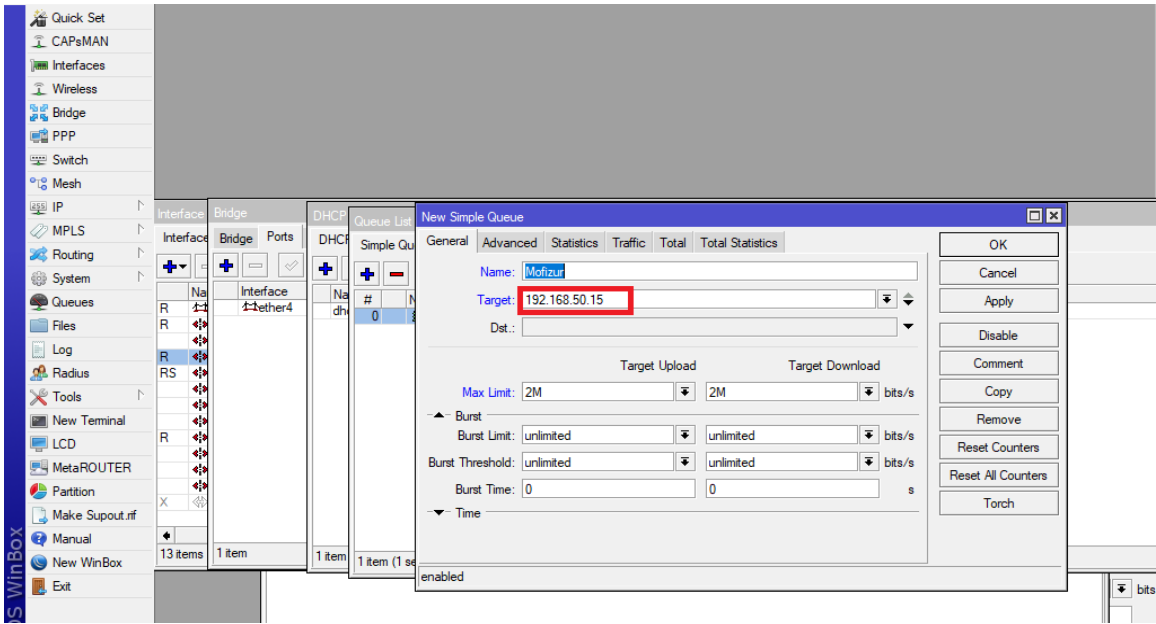 Quick Set
CAPsMAN
Interfaces
Wireless
Bridge
PPP
Switch
Mesh
IP
MPLS
Routing
System
Queues
Files
Log
Radius
Tools
New Terminal
LCD
MetaROUTER
Partition
Make Supout.rif
Manual
New WinBox
Exit
OS WinBox
Interface
Interface
Na
R
R
R
RS
R
X
13 items
Bridge
Bridge Ports
Interface
ether4
1 item
DHCP
DHCP
Na
dh
1 item
Queue List
Simple Qu
# N
0
1 item (1 se
New Simple Queue
General Advanced Statistics Traffic Total Total Statistics
Name: Mofizur
Target: 192.168.50.15
Dst.:
Target Upload Target Download
Max Limit: 2M 2M bits/s
Burst
Burst Limit: unlimited unlimited bits/s
Burst Threshold: unlimited unlimited bits/s
Burst Time: 0 0 s
Time
enabled
OK
Cancel
Apply
Disable
Comment
Copy
Remove
Reset Counters
Reset All Counters
Torch
bits